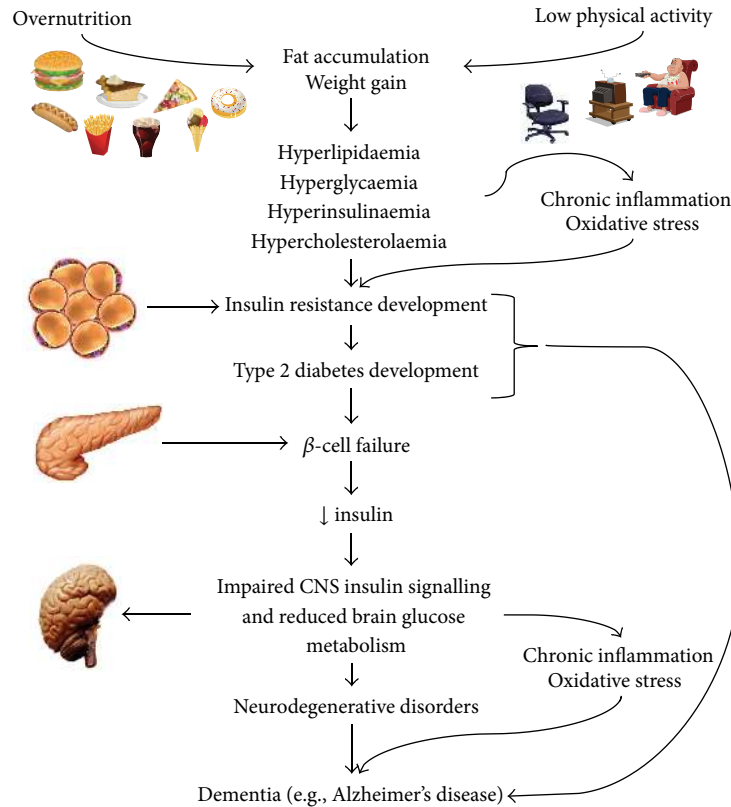 Overnutrition
Low physical activity
Fat accumulation
Weight gain
Hyperlipidaemia
Hyperglycaemia
Hyperinsulinaemia
Hypercholesterolaemia
Chronic inflammation
Oxidative stress
Insulin resistance development
Type 2 diabetes development
β-cell failure
↓ insulin
Impaired CNS insulin signalling
and reduced brain glucose
metabolism
Chronic inflammation
Oxidative stress
Neurodegenerative disorders
Dementia (e.g., Alzheimer's disease)